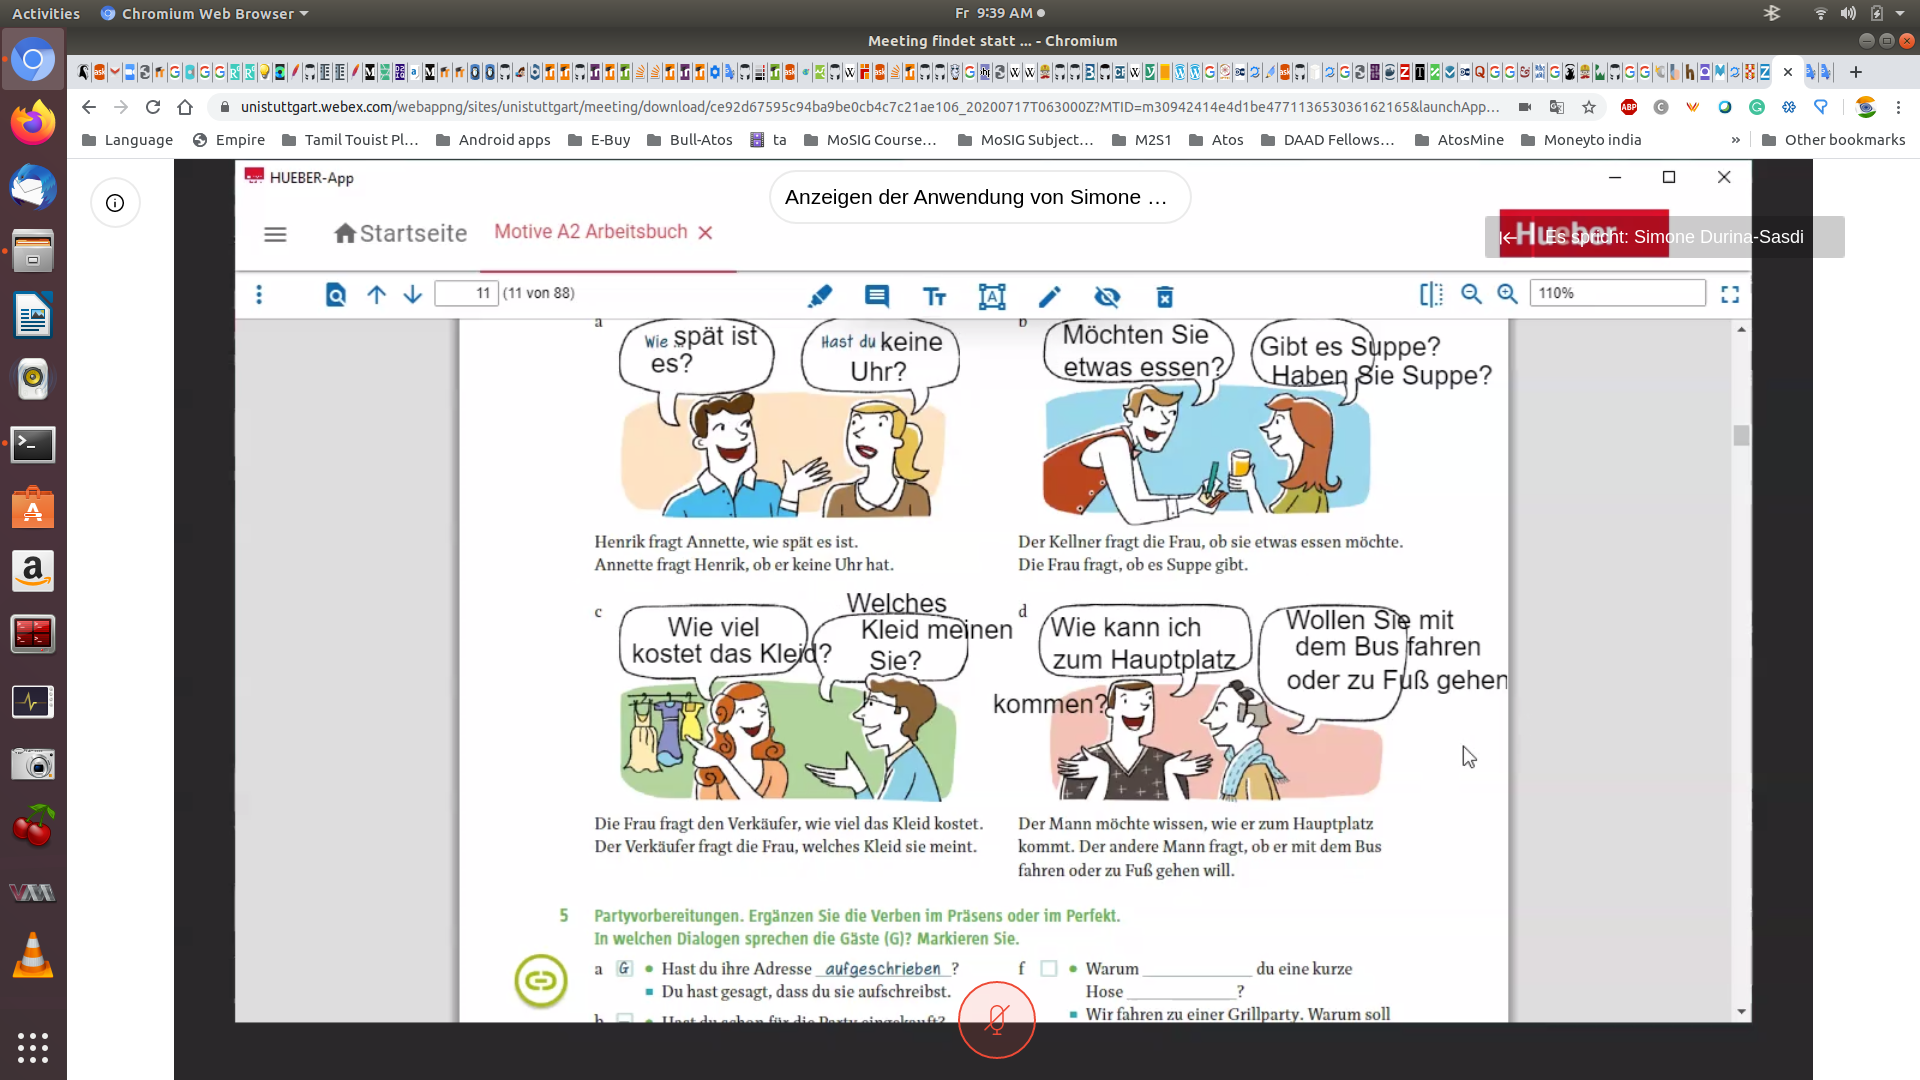 Activities
Chromium Web Browser
Fr 9:39 AM
Meeting findet statt ... - Chromium
unistuttgart.webex.com/webappng/sites/unistuttgart/meeting/download/ce92d67595c94ba9be0cb4c7c21ae106_20200717T063000Z?MTID=m30942414e4d1be477113653036162165&launchApp...
Language
Empire
Tamil Touist Pl...
Android apps
E-Buy
Bull-Atos
ta
MoSIG Course...
MoSIG Subject...
M2S1
Atos
DAAD Fellows...
AtosMine
Moneyto india
»
Other bookmarks
HUEBER-App
Anzeigen der Anwendung von Simone ...
Startseite
Motive A2 Arbeitsbuch
Hueber
Es spricht: Simone Durina-Sasdi
11 (11 von 88)
110%
a
Wie ... spät ist
es?
Hast du keine
Uhr?
b
Möchten Sie
etwas essen?
Gibt es Suppe?
Haben Sie Suppe?
Henrik fragt Annette, wie spät es ist.
Annette fragt Henrik, ob er keine Uhr hat.
Der Kellner fragt die Frau, ob sie etwas essen möchte.
Die Frau fragt, ob es Suppe gibt.
c
Wie viel
kostet das Kleid?
Welches
Kleid meinen
Sie?
d
Wie kann ich
zum Hauptplatz
kommen?
Wollen Sie mit
dem Bus fahren
oder zu Fuß gehen
Die Frau fragt den Verkäufer, wie viel das Kleid kostet.
Der Verkäufer fragt die Frau, welches Kleid sie meint.
Der Mann möchte wissen, wie er zum Hauptplatz
kommt. Der andere Mann fragt, ob er mit dem Bus
fahren oder zu Fuß gehen will.
5 Partyvorbereitungen. Ergänzen Sie die Verben im Präsens oder im Perfekt.
In welchen Dialogen sprechen die Gäste (G)? Markieren Sie.
a G Hast du ihre Adresse aufgeschrieben ?
Du hast gesagt, dass du sie aufschreibst.
b Hast du schon für die Party eingekauft?
f Warum ____________ du eine kurze
Hose ____________?
Wir fahren zu einer Grillparty. Warum soll